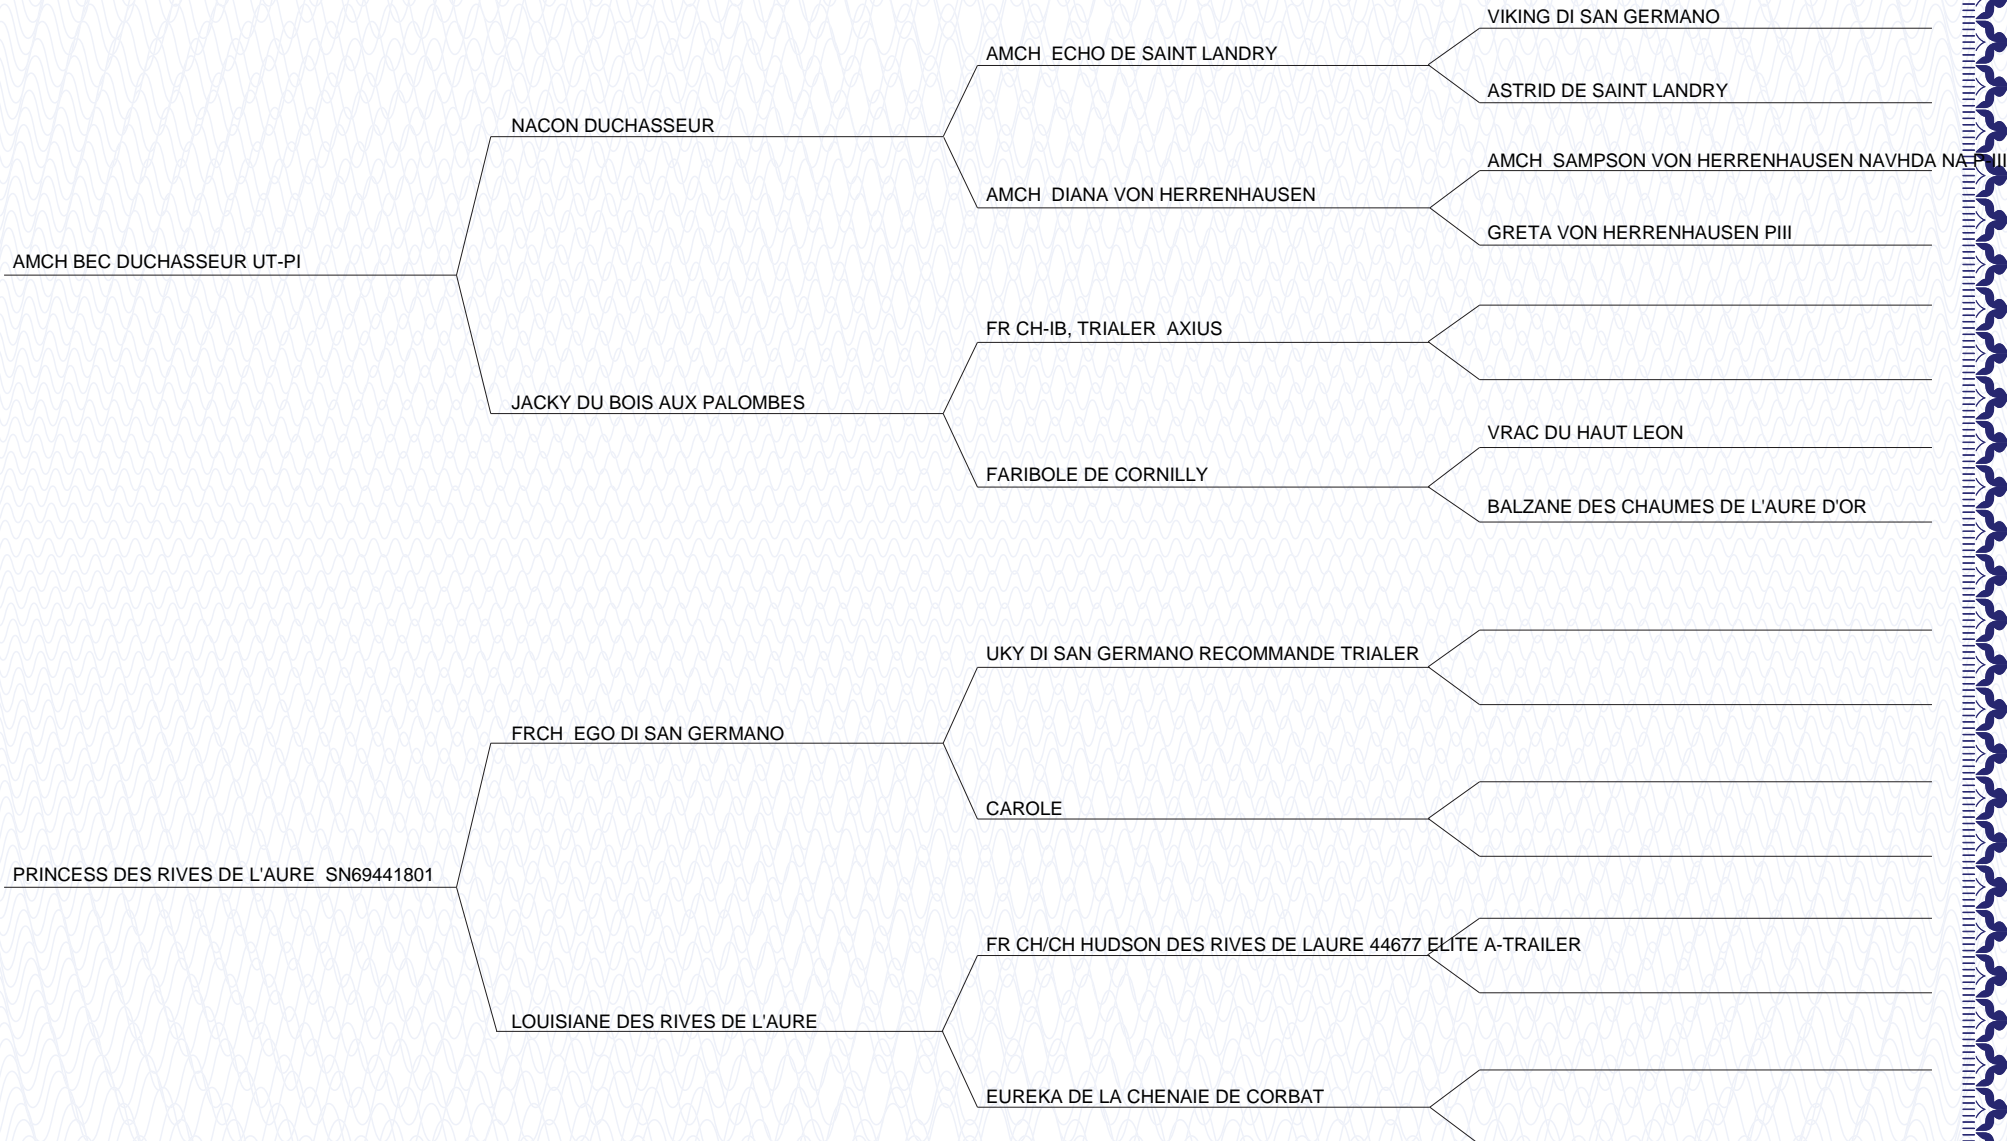 VIKING DI SAN GERMANO
AMCH  ECHO DE SAINT LANDRY
ASTRID DE SAINT LANDRY
NACON DUCHASSEUR
AMCH  SAMPSON VON HERRENHAUSEN NAVHDA NA P-III
AMCH  DIANA VON HERRENHAUSEN
GRETA VON HERRENHAUSEN PIII
AMCH BEC DUCHASSEUR UT-PI
FR CH-IB, TRIALER  AXIUS
JACKY DU BOIS AUX PALOMBES
VRAC DU HAUT LEON
FARIBOLE DE CORNILLY
BALZANE DES CHAUMES DE L'AURE D'OR
UKY DI SAN GERMANO RECOMMANDE TRIALER
FRCH  EGO DI SAN GERMANO
CAROLE
PRINCESS DES RIVES DE L'AURE  SN69441801
FR CH/CH HUDSON DES RIVES DE LAURE 44677 ELITE A-TRAILER
LOUISIANE DES RIVES DE L'AURE
EUREKA DE LA CHENAIE DE CORBAT